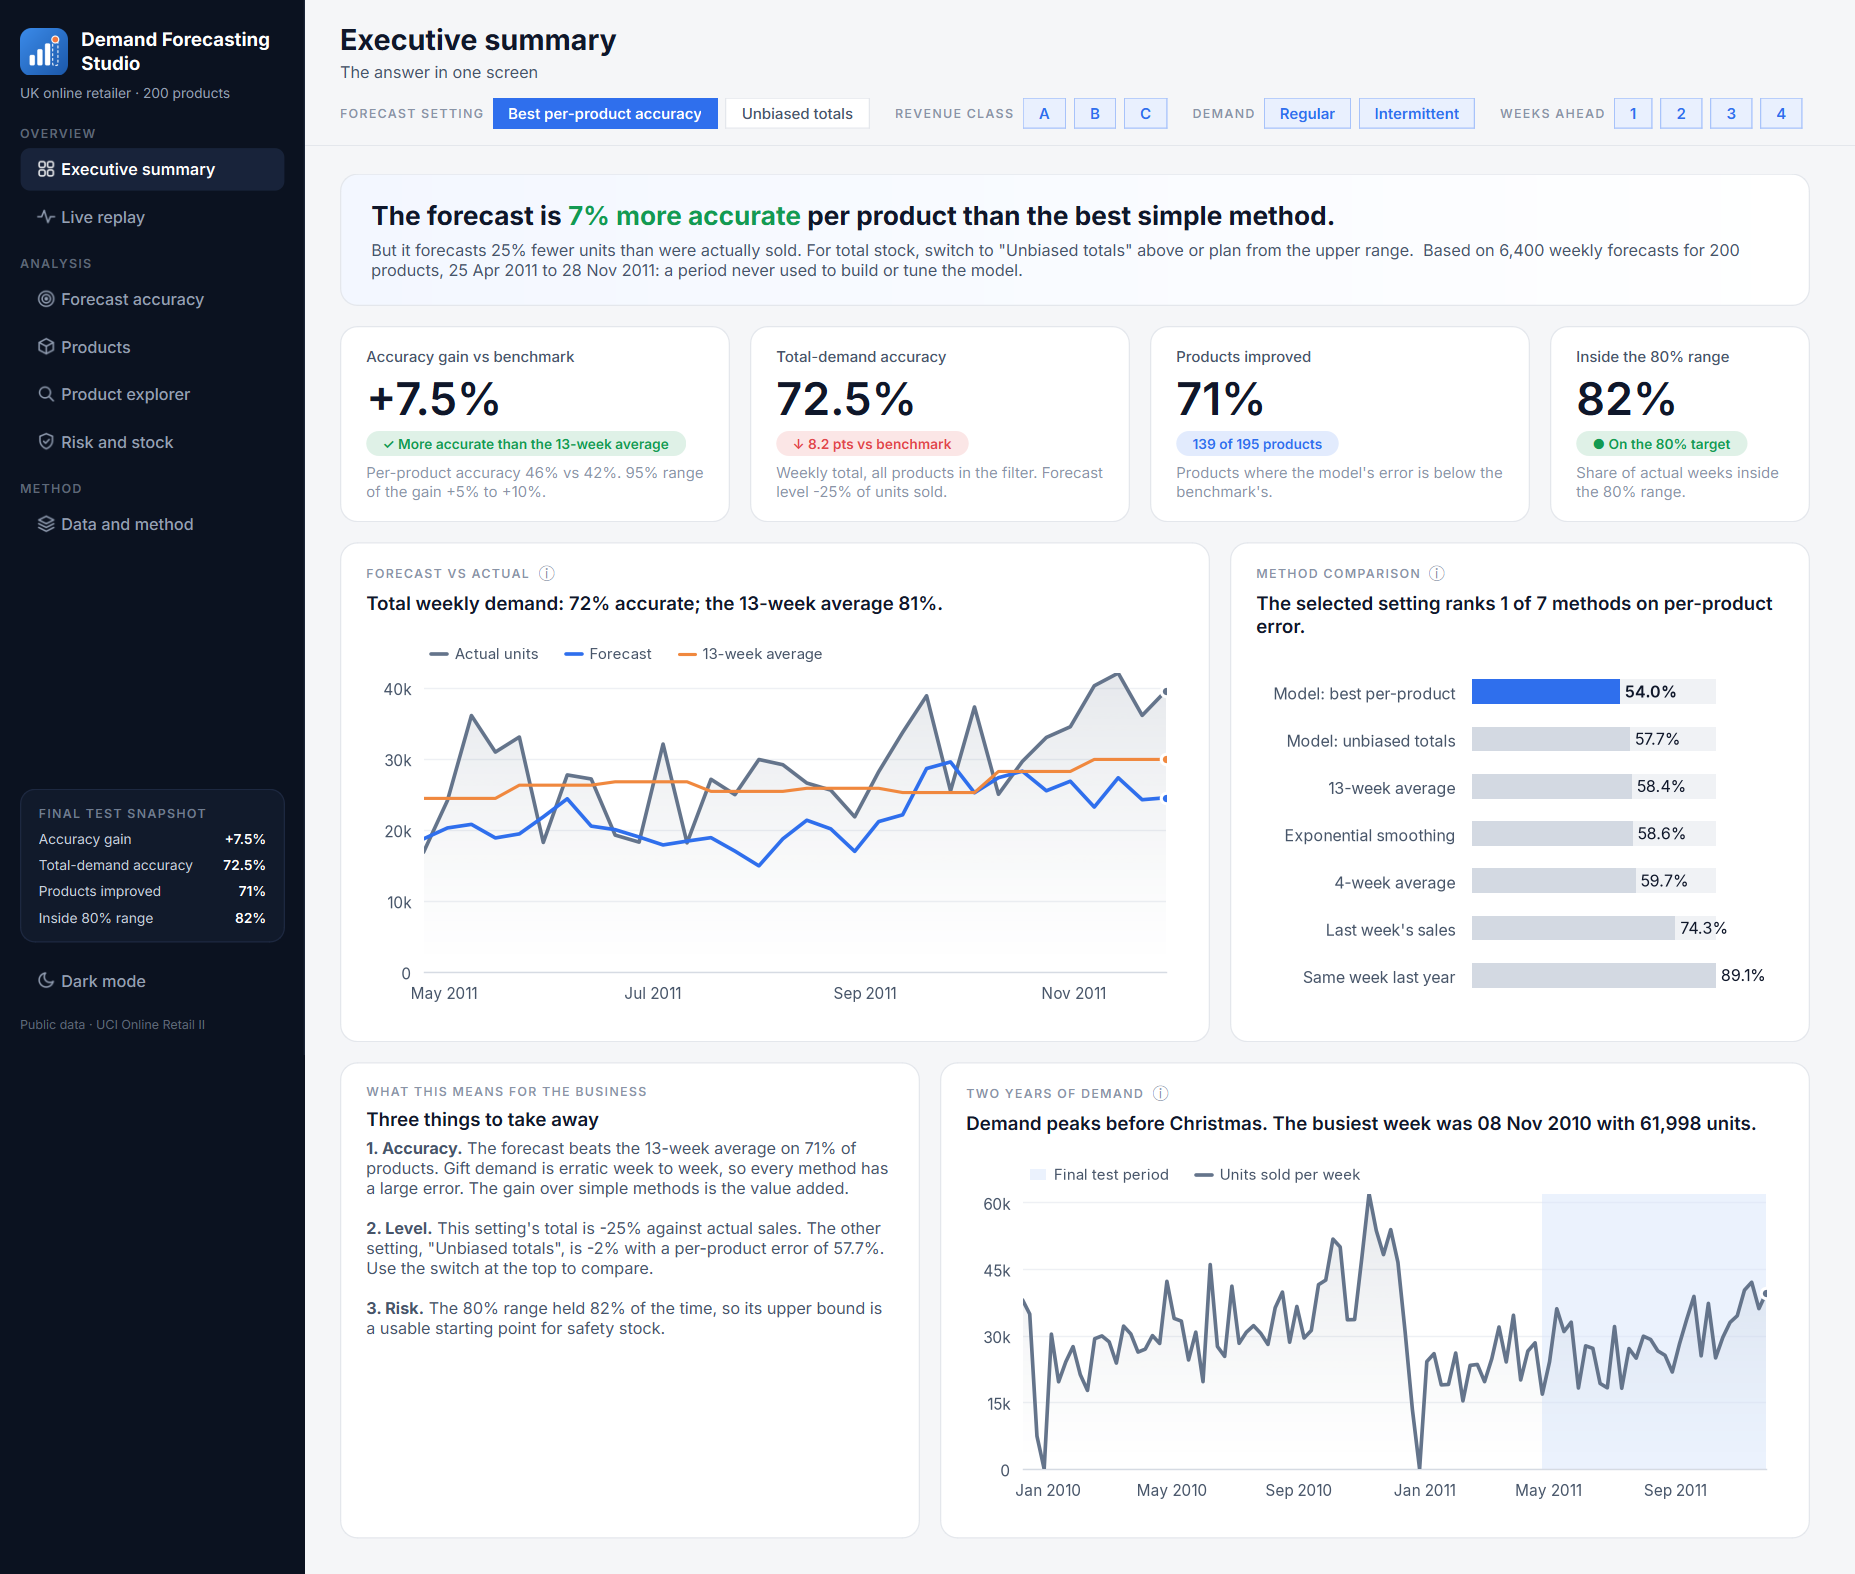 Demand Forecasting
Studio
UK online retailer · 200 products
OVERVIEW
Executive summary
Live replay
ANALYSIS
Forecast accuracy
Products
Product explorer
Risk and stock
METHOD
Data and method
FINAL TEST SNAPSHOT
Accuracy gain +7.5%
Total-demand accuracy 72.5%
Products improved 71%
Inside 80% range 82%
Dark mode
Public data · UCI Online Retail II
Executive summary
The answer in one screen
FORECAST SETTING Best per-product accuracy Unbiased totals REVENUE CLASS A B C DEMAND Regular Intermittent WEEKS AHEAD 1 2 3 4
The forecast is 7% more accurate per product than the best simple method.
But it forecasts 25% fewer units than were actually sold. For total stock, switch to "Unbiased totals" above or plan from the upper range. Based on 6,400 weekly forecasts for 200
products, 25 Apr 2011 to 28 Nov 2011: a period never used to build or tune the model.
Accuracy gain vs benchmark
+7.5%
✓ More accurate than the 13-week average
Per-product accuracy 46% vs 42%. 95% range
of the gain +5% to +10%.
Total-demand accuracy
72.5%
↓ 8.2 pts vs benchmark
Weekly total, all products in the filter. Forecast
level -25% of units sold.
Products improved
71%
139 of 195 products
Products where the model's error is below the
benchmark's.
Inside the 80% range
82%
● On the 80% target
Share of actual weeks inside
the 80% range.
FORECAST VS ACTUAL ⓘ
Total weekly demand: 72% accurate; the 13-week average 81%.
Actual units Forecast 13-week average
40k
30k
20k
10k
0
May 2011 Jul 2011 Sep 2011 Nov 2011
METHOD COMPARISON ⓘ
The selected setting ranks 1 of 7 methods on per-product
error.
Model: best per-product 54.0%
Model: unbiased totals 57.7%
13-week average 58.4%
Exponential smoothing 58.6%
4-week average 59.7%
Last week's sales 74.3%
Same week last year 89.1%
WHAT THIS MEANS FOR THE BUSINESS
Three things to take away
1. Accuracy. The forecast beats the 13-week average on 71% of
products. Gift demand is erratic week to week, so every method has
a large error. The gain over simple methods is the value added.
2. Level. This setting's total is -25% against actual sales. The other
setting, "Unbiased totals", is -2% with a per-product error of 57.7%.
Use the switch at the top to compare.
3. Risk. The 80% range held 82% of the time, so its upper bound is
a usable starting point for safety stock.
TWO YEARS OF DEMAND ⓘ
Demand peaks before Christmas. The busiest week was 08 Nov 2010 with 61,998 units.
Final test period Units sold per week
60k
45k
30k
15k
0
Jan 2010 May 2010 Sep 2010 Jan 2011 May 2011 Sep 2011